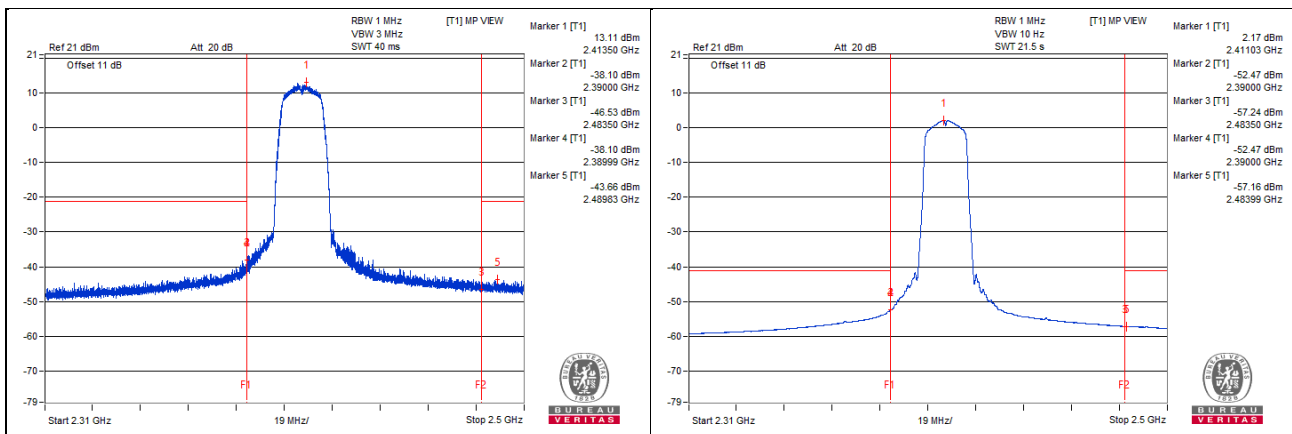 RBW 1 MHz
[T1] MP VIEW
VBW 3 MHz
Ref 21 dBm
Att 20 dB
SWT 40 ms
Offset 11 dB
Marker 1 [T1]
13.11 dBm
2.41350 GHz
Marker 2 [T1]
-38.10 dBm
2.39000 GHz
Marker 3 [T1]
-46.53 dBm
2.48350 GHz
Marker 4 [T1]
-38.10 dBm
2.38999 GHz
Marker 5 [T1]
-43.66 dBm
2.48983 GHz
21
10
0
-10
-20
-30
-40
-50
-60
-70
-79
1
3
5
F1
F2
Start 2.31 GHz
19 MHz/
Stop 2.5 GHz
BUREAU VERITAS
1828
BUREAU
VERITAS
RBW 1 MHz
[T1] MP VIEW
VBW 10 Hz
Ref 21 dBm
Att 20 dB
SWT 21.5 s
Offset 11 dB
Marker 1 [T1]
2.17 dBm
2.41103 GHz
Marker 2 [T1]
-52.47 dBm
2.39000 GHz
Marker 3 [T1]
-57.24 dBm
2.48350 GHz
Marker 4 [T1]
-52.47 dBm
2.39000 GHz
Marker 5 [T1]
-57.16 dBm
2.48399 GHz
21
10
0
-10
-20
-30
-40
-50
-60
-70
-79
1
F1
F2
Start 2.31 GHz
19 MHz/
Stop 2.5 GHz
BUREAU VERITAS
1828
BUREAU
VERITAS